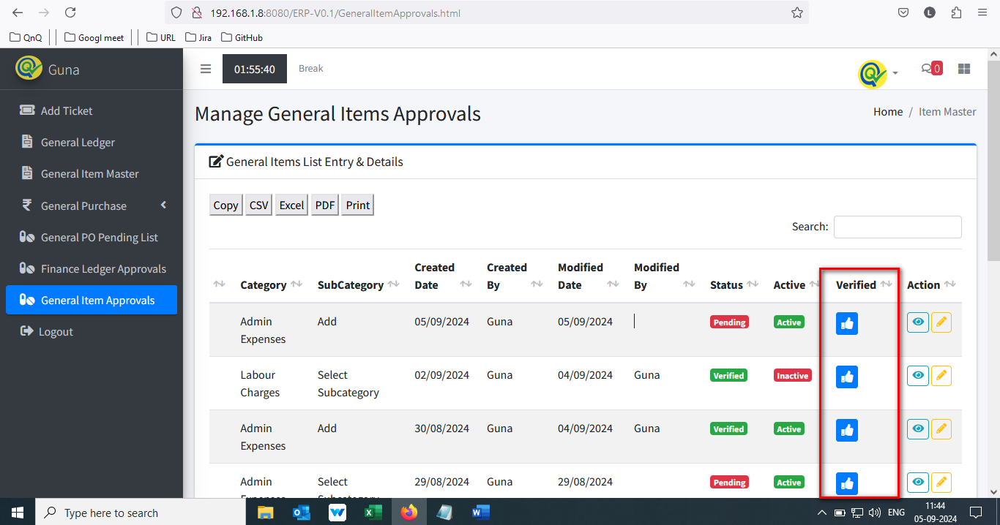 192.168.1.8:8080/ERP-V0.1/GeneralItemApprovals.html
L
QnQ
Googl meet
URL
Jira
GitHub
Guna
01:55:40
Break
0
Add Ticket
General Ledger
General Item Master
General Purchase
General PO Pending List
Finance Ledger Approvals
General Item Approvals
Logout
Manage General Items Approvals
Home / Item Master
General Items List Entry & Details
Copy CSV Excel PDF Print
Search:
Category SubCategory Created Date Created By Modified Date Modified By Status Active Verified Action
Admin Expenses Add 05/09/2024 Guna 05/09/2024 Pending Active
Labour Charges Select Subcategory 02/09/2024 Guna 04/09/2024 Guna Verified Inactive
Admin Expenses Add 30/08/2024 Guna 04/09/2024 Guna Verified Active
Admin Expenses Select Subcategory 29/08/2024 Guna 29/08/2024 Pending Active
Type here to search
ENG
11:44
05-09-2024